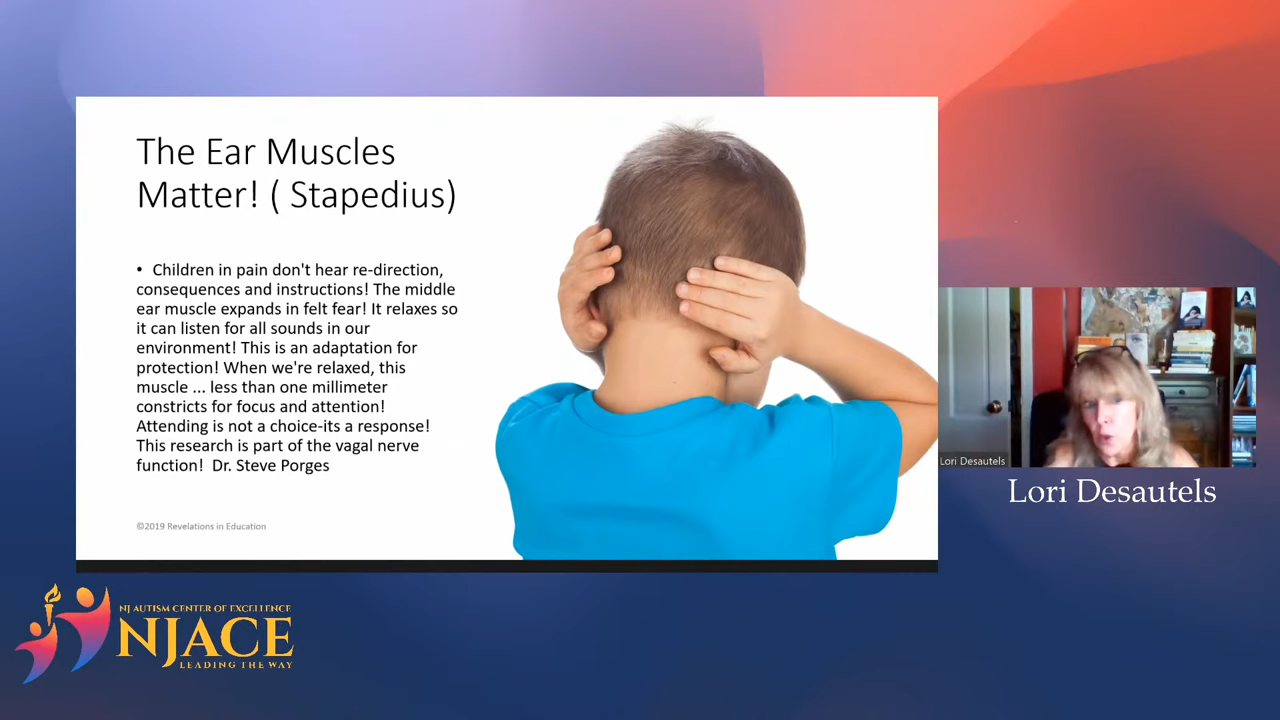 The Ear Muscles
Matter! ( Stapedius)
• Children in pain don't hear re-direction,
consequences and instructions! The middle
ear muscle expands in felt fear! It relaxes so
it can listen for all sounds in our
environment! This is an adaptation for
protection! When we're relaxed, this
muscle ... less than one millimeter
constricts for focus and attention!
Attending is not a choice-its a response!
This research is part of the vagal nerve
function! Dr. Steve Porges
©2019 Revelations in Education
Lori Desautels
Lori Desautels
NJ AUTISM CENTER OF EXCELLENCE
NJACE
LEADING THE WAY